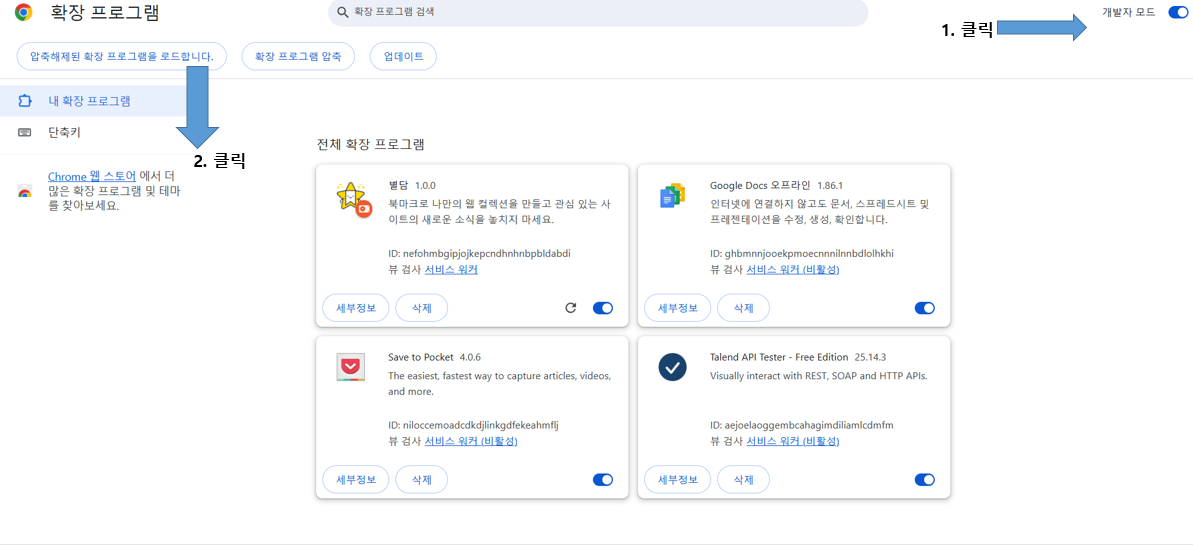 확장 프로그램
확장 프로그램 검색
1. 클릭
개발자 모드
압축해제된 확장 프로그램을 로드합니다.
확장 프로그램 압축
업데이트
내 확장 프로그램
단축키
2. 클릭
Chrome 웹 스토어 에서 더
많은 확장 프로그램 및 테마
를 찾아보세요.
전체 확장 프로그램
별담 1.0.0
북마크로 나만의 웹 컬렉션을 만들고 관심 있는 사
이트의 새로운 소식을 놓치지 마세요.
ID: nefohmbgipjojkepcndhnhnbpbldabdi
뷰 검사 서비스 워커
세부정보
삭제
Google Docs 오프라인 1.86.1
인터넷에 연결하지 않고도 문서, 스프레드시트 및
프레젠테이션을 수정, 생성, 확인합니다.
ID: ghbmnnjooekpmoecnnnilnnbdlolhkhi
뷰 검사 서비스 워커 (비활성)
세부정보
삭제
Save to Pocket 4.0.6
The easiest, fastest way to capture articles, videos,
and more.
ID: niloccemoadcdkdjlinkgdfekeahmflj
뷰 검사 서비스 워커 (비활성)
세부정보
삭제
Talend API Tester - Free Edition 25.14.3
Visually interact with REST, SOAP and HTTP APIs.
ID: aejoelaoggembcahagimdiliamlcdmfm
뷰 검사 서비스 워커 (비활성)
세부정보
삭제